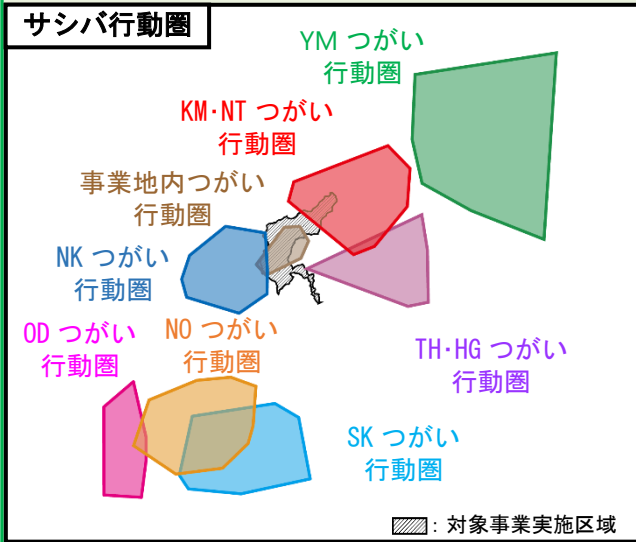 サシバ行動圏
YM つがい
行動圏
KM・NT つがい
行動圏
事業地内つがい
行動圏
NK つがい
行動圏
OD つがい
行動圏
NO つがい
行動圏
TH・HG つがい
行動圏
SK つがい
行動圏
：対象事業実施区域